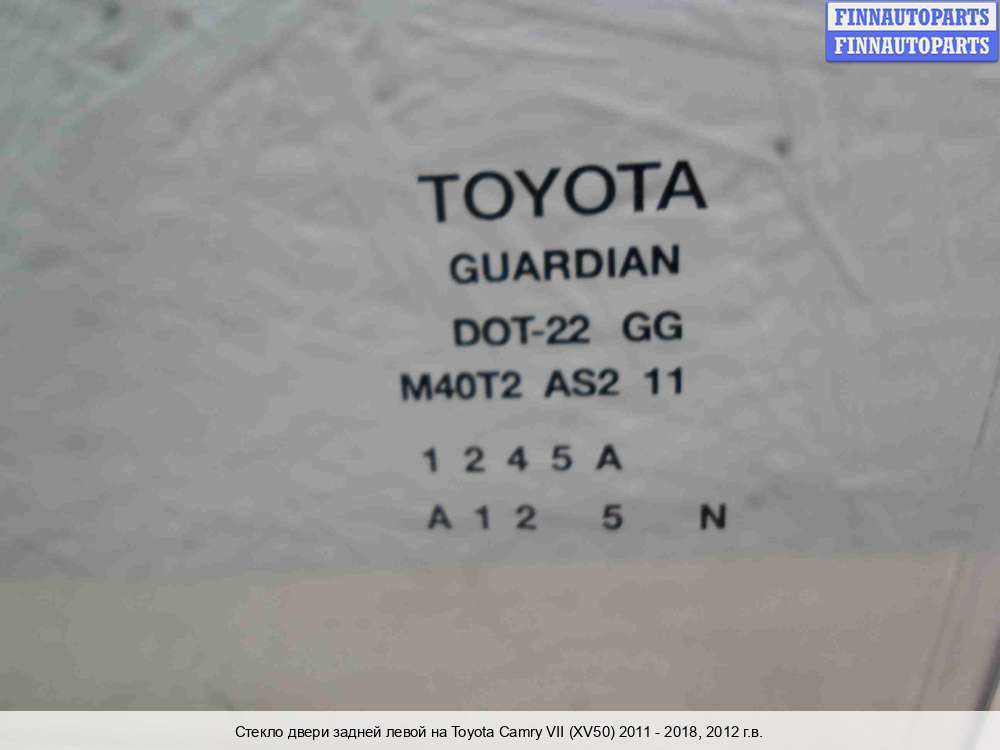 FINNAUTOPARTS
FINNAUTOPARTS
TOYOTA
GUARDIAN
DOT-22 GG
M40T2 AS2 11
1 2 4 5 A
A 1 2 5 N
Стекло двери задней левой на Toyota Camry VII (XV50) 2011 - 2018, 2012 г.в.